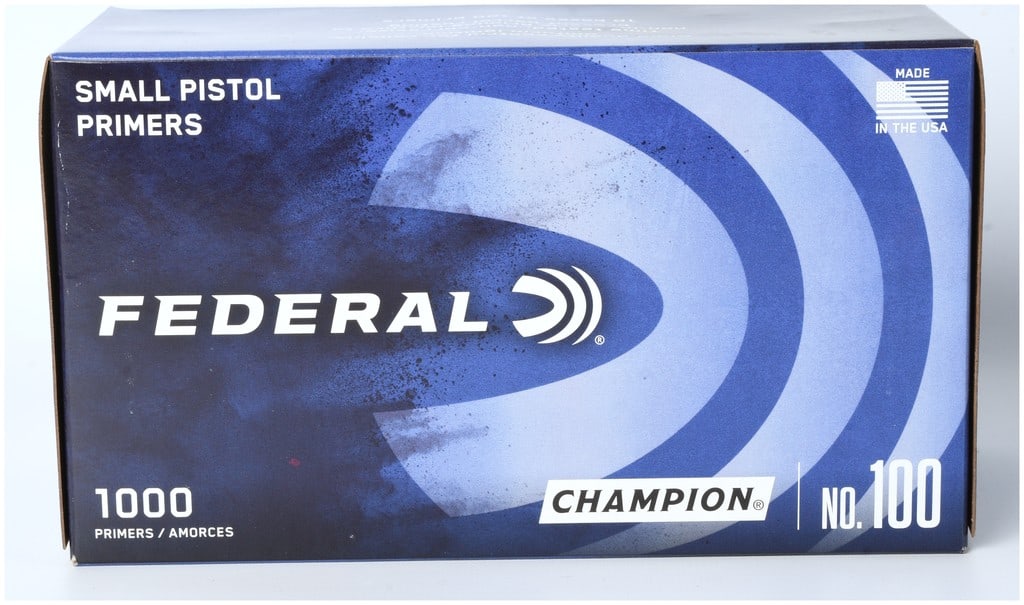 SMALL PISTOL
PRIMERS
MADE
IN THE USA
FEDERAL
®
1000
PRIMERS / AMORCES
CHAMPION®
NO. 100